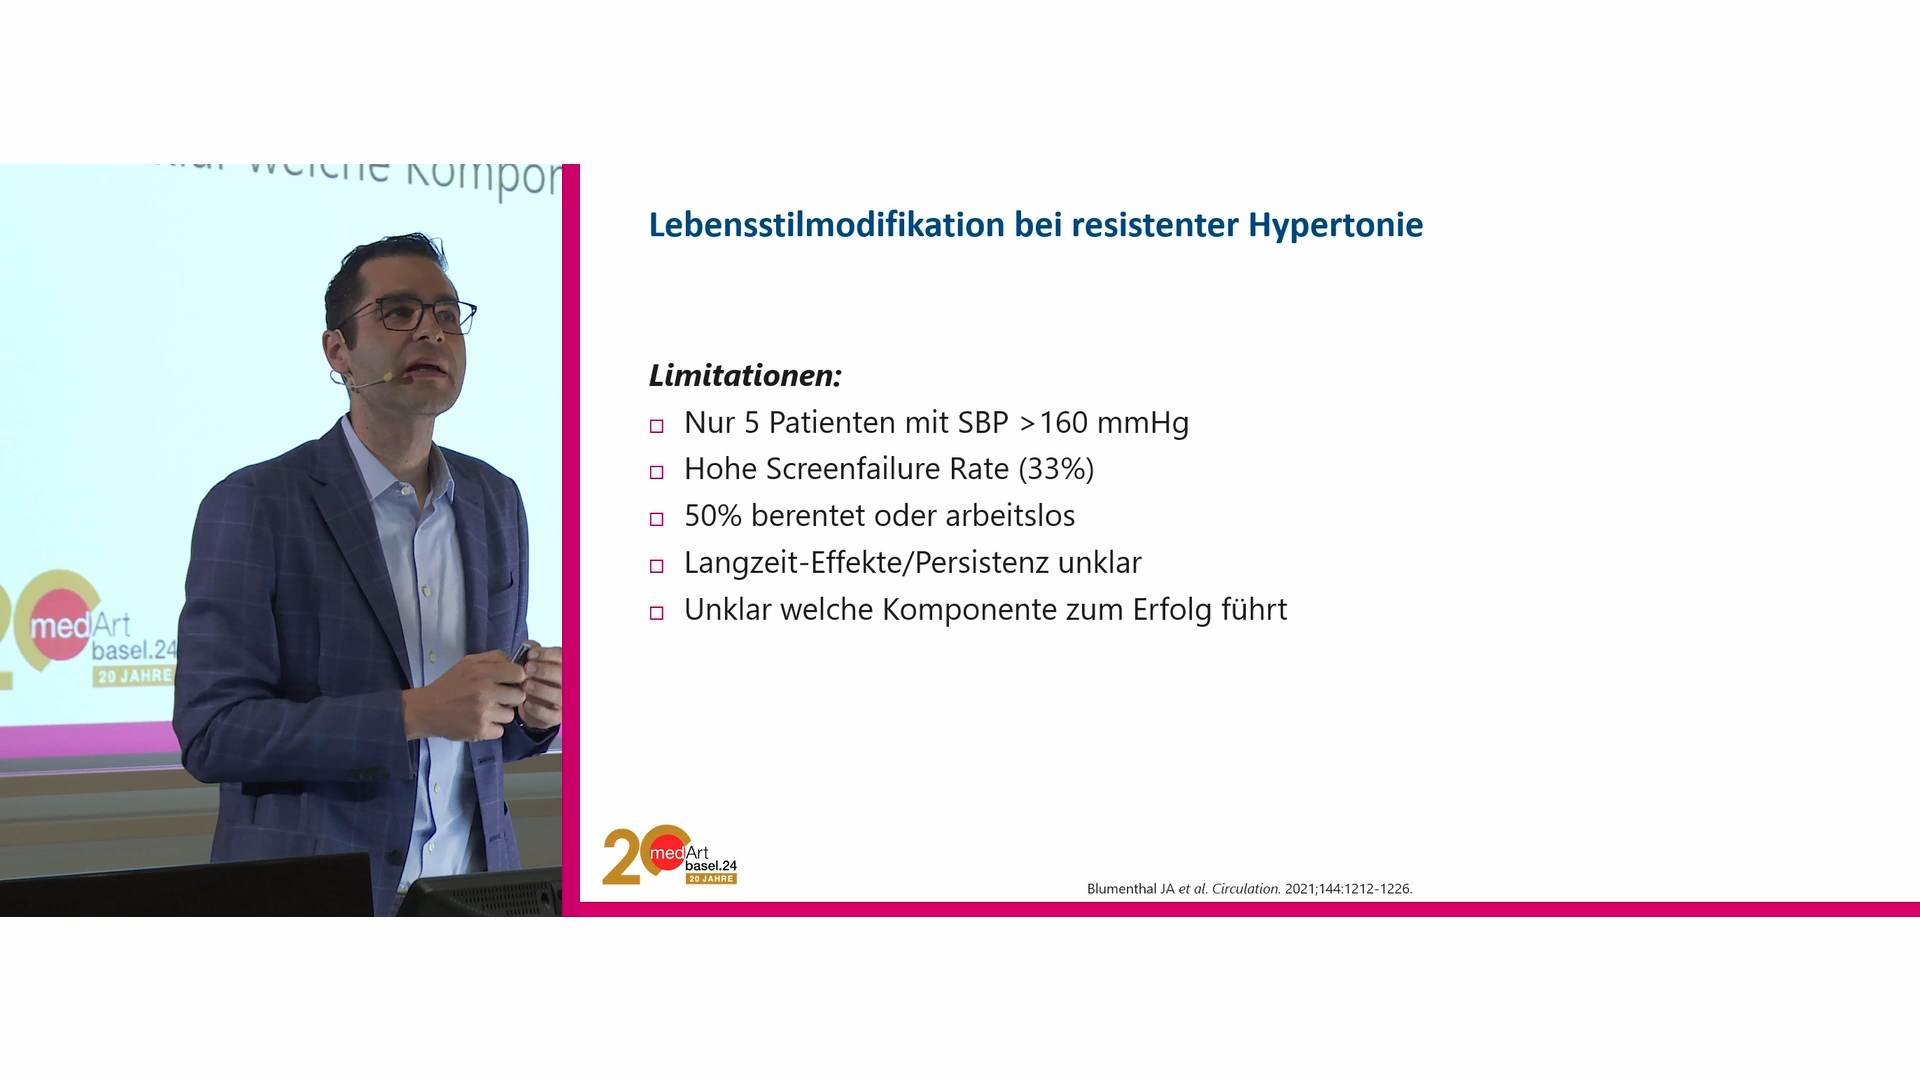 welche Kompon
medArt
basel.24
20 JAHRE
Lebensstilmodifikation bei resistenter Hypertonie
Limitationen:
Nur 5 Patienten mit SBP >160 mmHg
Hohe Screenfailure Rate (33%)
50% berentet oder arbeitslos
Langzeit-Effekte/Persistenz unklar
Unklar welche Komponente zum Erfolg führt
20 medArt
basel.24
20 JAHRE
Blumenthal JA et al. Circulation. 2021;144:1212-1226.